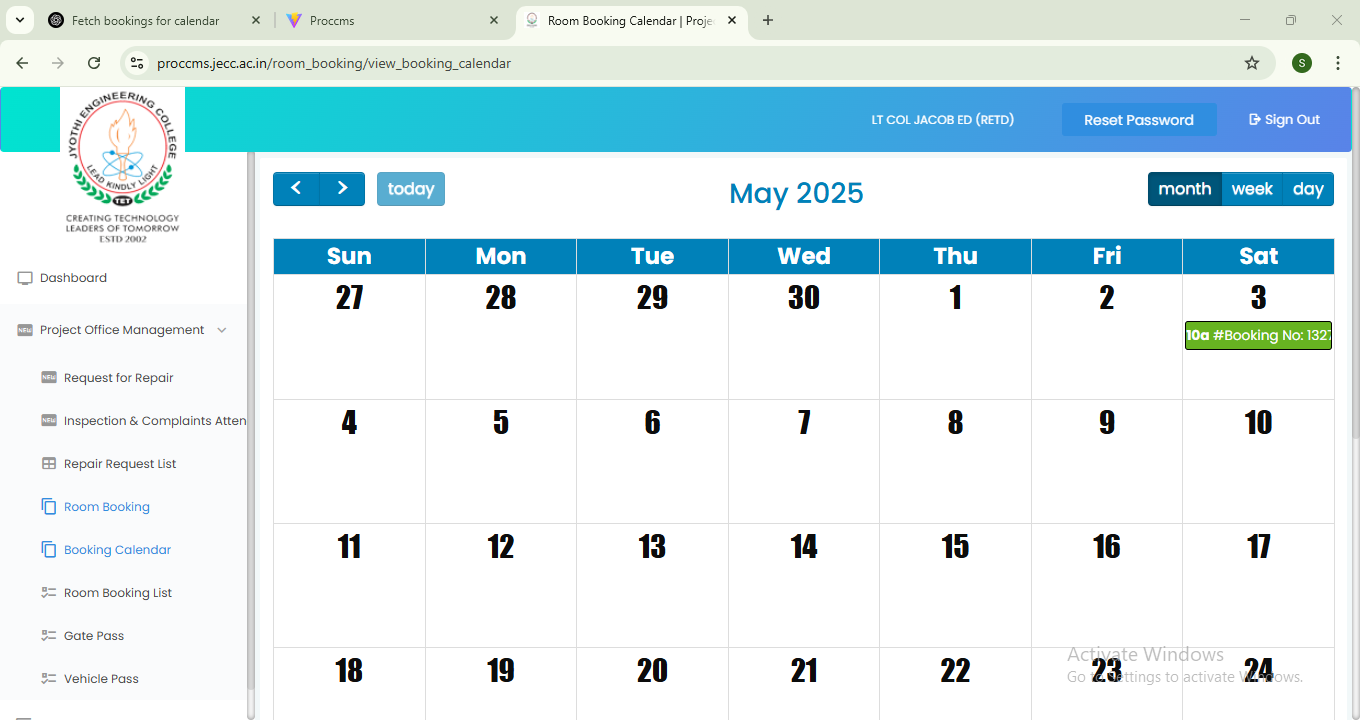 Fetch bookings for calendar
Proccms
Room Booking Calendar | Proje
proccms.jecc.ac.in/room_booking/view_booking_calendar
S
JYOTHI ENGINEERING COLLEGE
LEAD KINDLY LIGHT
TET
CREATING TECHNOLOGY
LEADERS OF TOMORROW
ESTD 2002
LT COL JACOB ED (RETD)
Reset Password
Sign Out
Dashboard
NEW Project Office Management
NEW Request for Repair
NEW Inspection & Complaints Atten
Repair Request List
Room Booking
Booking Calendar
Room Booking List
Gate Pass
Vehicle Pass
today
May 2025
month week day
Sun Mon Tue Wed Thu Fri Sat
27 28 29 30 1 2 3
10a #Booking No: 1327
4 5 6 7 8 9 10
11 12 13 14 15 16 17
18 19 20 21 22 23 24
Activate Windows
Go to Settings to activate Windows.